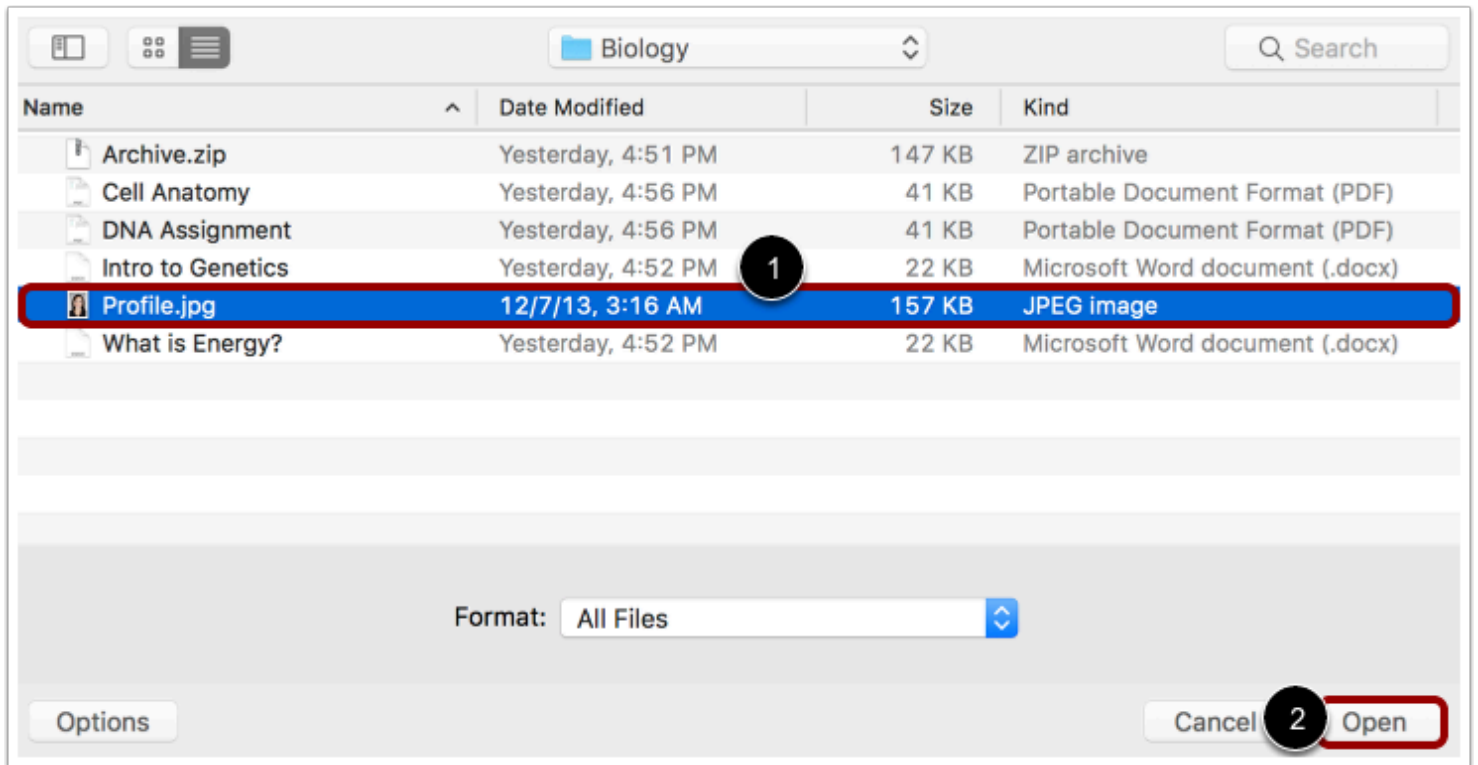 Biology Search
Name Date Modified Size Kind
Archive.zip Yesterday, 4:51 PM 147 KB ZIP archive
Cell Anatomy Yesterday, 4:56 PM 41 KB Portable Document Format (PDF)
DNA Assignment Yesterday, 4:56 PM 41 KB Portable Document Format (PDF)
Intro to Genetics Yesterday, 4:52 PM 1 22 KB Microsoft Word document (.docx)
Profile.jpg 12/7/13, 3:16 AM 157 KB JPEG image
What is Energy? Yesterday, 4:52 PM 22 KB Microsoft Word document (.docx)
Format: All Files
Options Cancel 2 Open